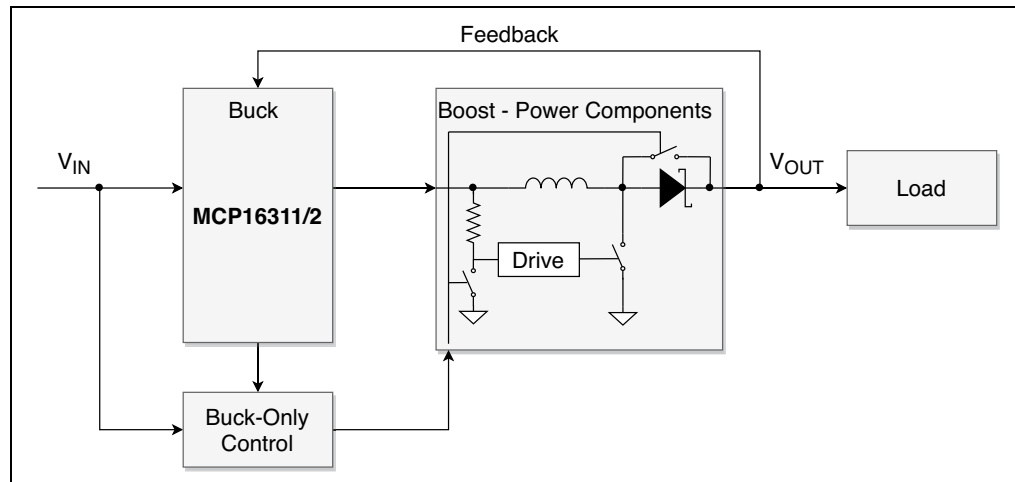 Feedback
Buck
Boost - Power Components
VIN
VOUT
MCP16311/2
Load
Drive
Buck-Only
Control